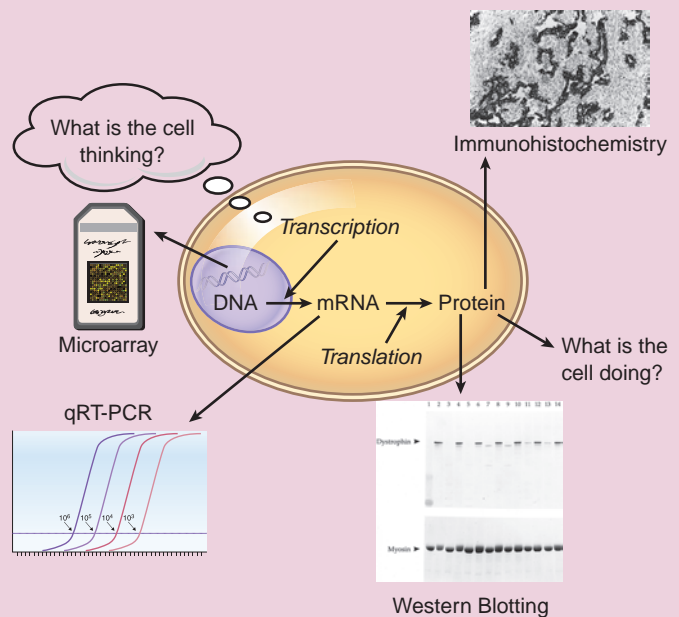 What is the cell
thinking?
Immunohistochemistry
Transcription
DNA
mRNA
Protein
Translation
Microarray
What is the
cell doing?
qRT-PCR
10⁶ 10⁵ 10⁴ 10³
1 2 3 4 5 6 7 8 9 10 11 12 13 14
Dystrophin
Myosin
Western Blotting